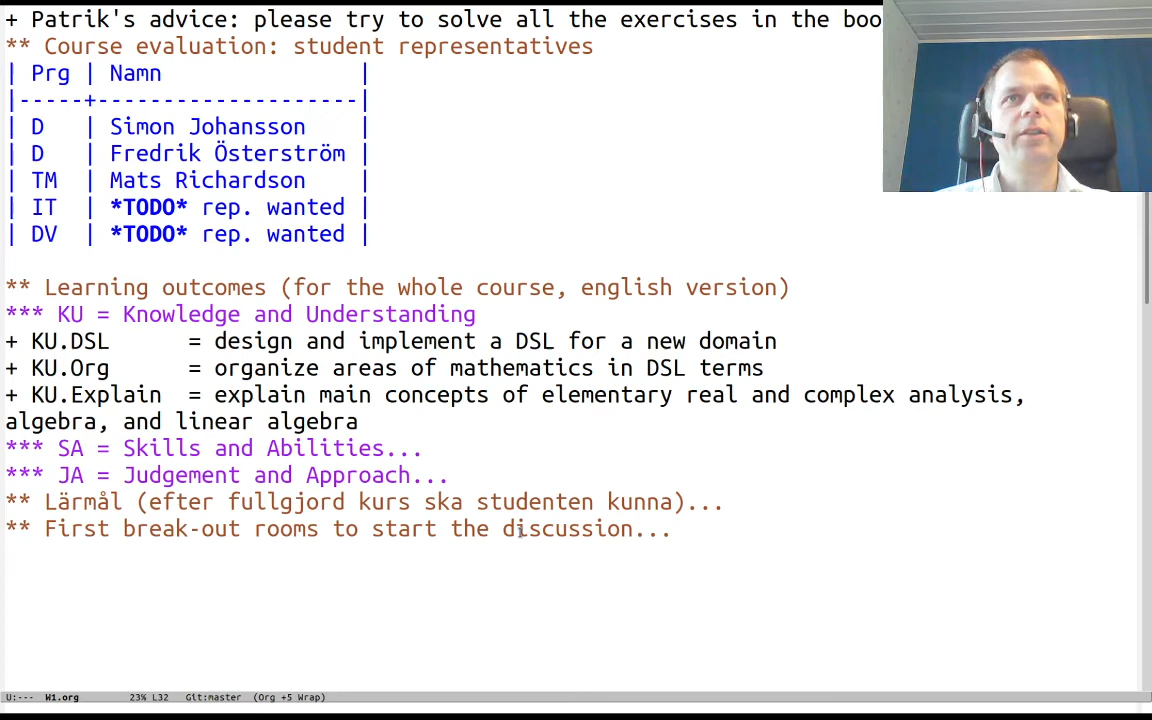 + Patrik's advice: please try to solve all the exercises in the boo
** Course evaluation: student representatives
| Prg | Namn               |
|-----+--------------------|
| D   | Simon Johansson    |
| D   | Fredrik Österström |
| TM  | Mats Richardson    |
| IT  | *TODO* rep. wanted |
| DV  | *TODO* rep. wanted |
** Learning outcomes (for the whole course, english version)
*** KU = Knowledge and Understanding
+ KU.DSL      = design and implement a DSL for a new domain
+ KU.Org      = organize areas of mathematics in DSL terms
+ KU.Explain  = explain main concepts of elementary real and complex analysis,
algebra, and linear algebra
*** SA = Skills and Abilities...
*** JA = Judgement and Approach...
** Lärmål (efter fullgjord kurs ska studenten kunna)...
** First break-out rooms to start the discussion...
U:---  W1.org         23% L32   Git:master  (Org +5 Wrap)